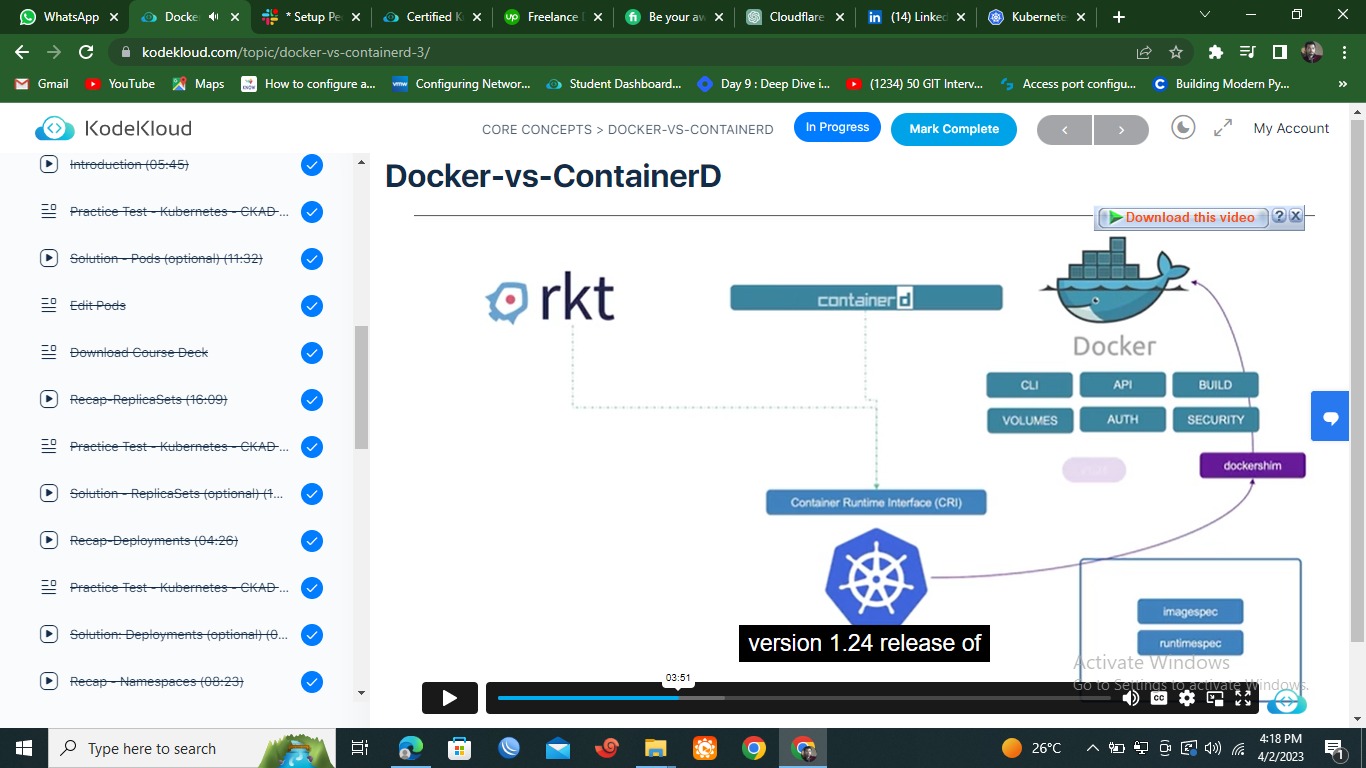 WhatsApp
Docke
* Setup Pe
Certified K
Freelance
Be your aw
Cloudflare
(14) Linked
Kubernete
kodekloud.com/topic/docker-vs-containerd-3/
Gmail
YouTube
Maps
How to configure a...
Configuring Networ...
Student Dashboard...
Day 9 : Deep Dive i...
(1234) 50 GIT Interv...
Access port configu...
Building Modern Py...
KodeKloud
CORE CONCEPTS > DOCKER-VS-CONTAINERD
In Progress
Mark Complete
My Account
Introduction (05:45)
Practice Test - Kubernetes - CKAD ...
Solution - Pods (optional) (11:32)
Edit Pods
Download Course Deck
Recap-ReplicaSets (16:09)
Practice Test - Kubernetes - CKAD ...
Solution - ReplicaSets (optional) (1...
Recap-Deployments (04:26)
Practice Test - Kubernetes - CKAD ...
Solution: Deployments (optional) (0...
Recap - Namespaces (08:23)
Docker-vs-ContainerD
Download this video
rkt
containerd
Docker
CLI
API
BUILD
VOLUMES
AUTH
SECURITY
dockershim
Container Runtime Interface (CRI)
imagespec
runtimespec
version 1.24 release of
Activate Windows
Go to Settings to activate Windows.
03:51
CC
Type here to search
26°C
4:18 PM
4/2/2023
1